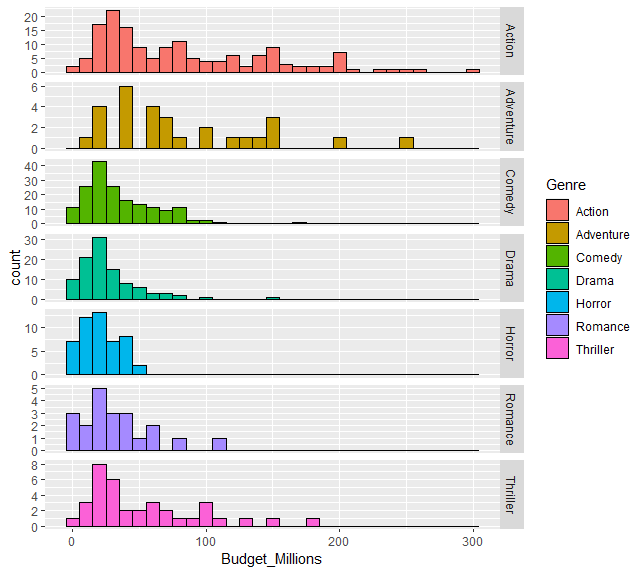 20
15
10
5
0
Action
6
4
2
0
Adventure
40
30
20
10
0
Comedy
30
20
10
0
Drama
10
5
0
Horror
5
4
3
2
1
0
Romance
8
6
4
2
0
Thriller
count
0 100 200 300
Budget_Millions
Genre
Action
Adventure
Comedy
Drama
Horror
Romance
Thriller